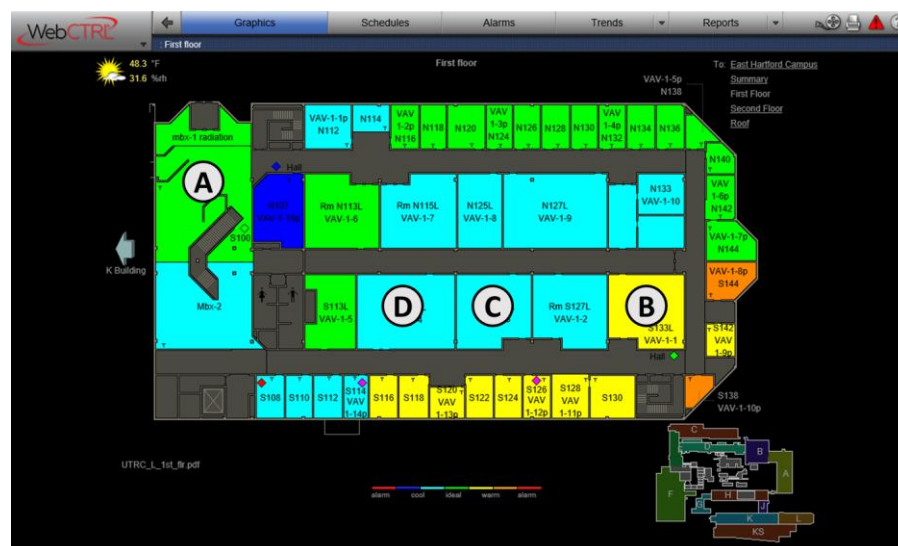 WebCTRL
Graphics
Schedules
Alarms
Trends
Reports
: First floor
48.3 °F
31.6 %rh
First floor
To: East Hartford Campus
Summary
First Floor
Second Floor
Roof
VAV-1-5p
N138
mbx-1 radiation
VAV-1-1p
N112
N114
VAV
1-2p
N116
N118
N120
VAV
1-3p
N124
N126
N128
N130
VAV
1-4p
N132
N134
N136
N140
VAV
1-6p
N142
VAV-1-7p
N144
VAV-1-8p
S144
S142
VAV
1-9p
Hall
A
S100
Rm N113L
VAV-1-6
Rm N115L
VAV-1-7
N125L
VAV-1-8
N127L
VAV-1-9
N133
VAV-1-10
K Building
Mbx-2
S113L
VAV-1-5
D
C
Rm S127L
VAV-1-2
B
S133L
VAV-1-1
Hall
S108
S110
S112
S114
VAV
1-14p
S116
S118
S120
VAV
1-13p
S122
S124
S126
VAV
1-12p
S128
VAV
1-11p
S130
S138
VAV-1-10p
UTRC_L_1st_flr.pdf
alarm cool ideal warm alarm
C
D
B
A
F
H
J
K
L
KS